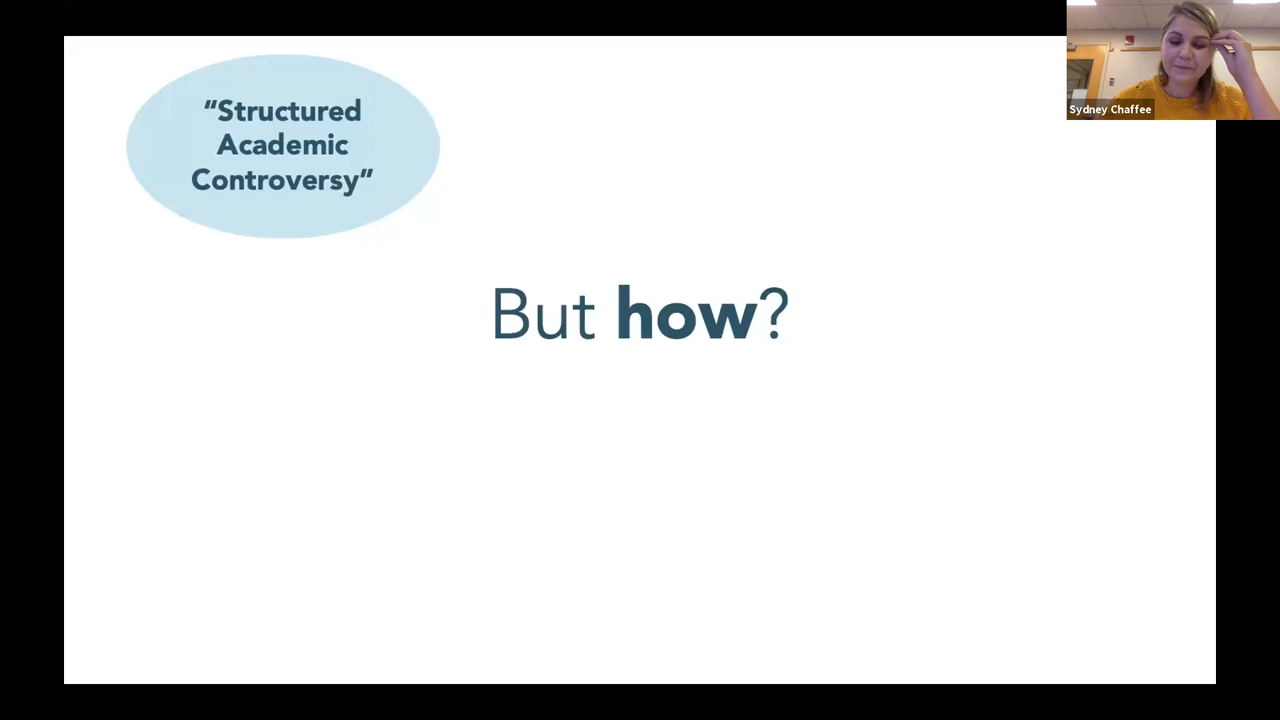 “Structured
Academic
Controversy”
Sydney Chaffee
But how?